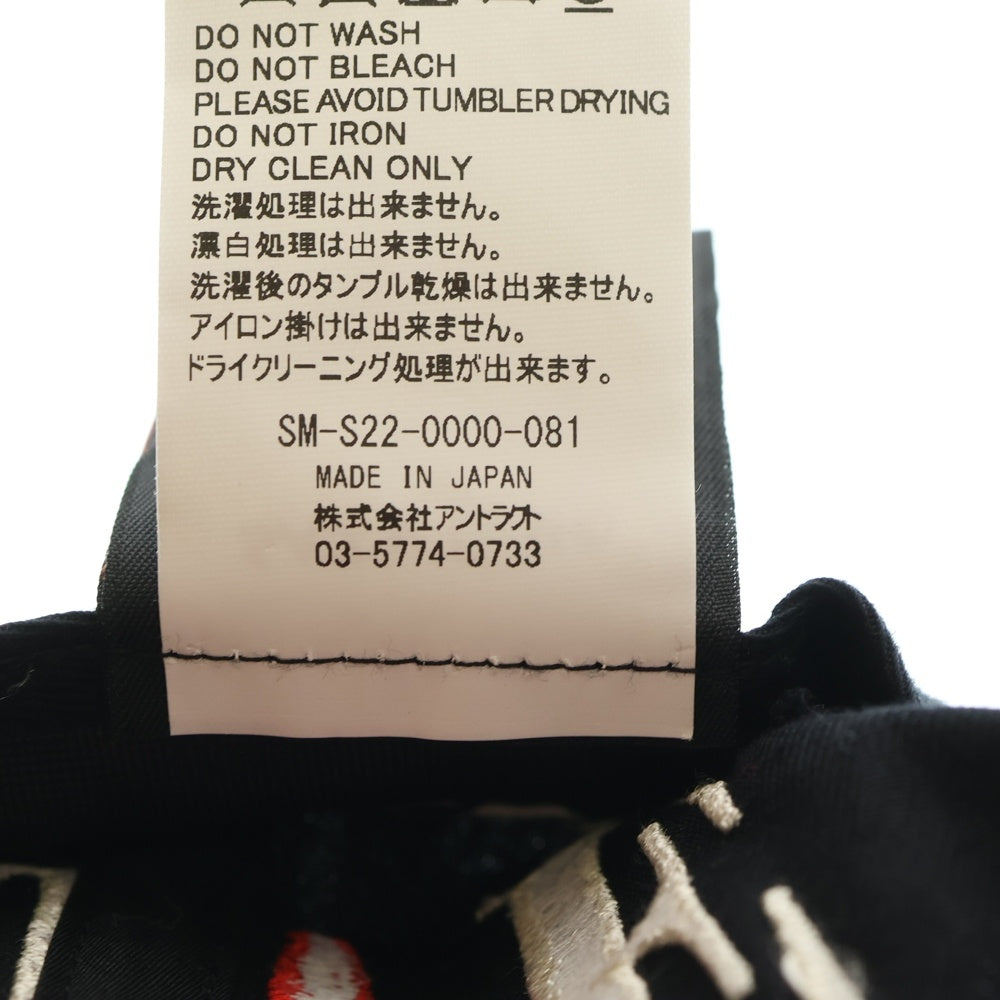 DO NOT WASH
DO NOT BLEACH
PLEASE AVOID TUMBLER DRYING
DO NOT IRON
DRY CLEAN ONLY
洗濯処理は出来ません。
漂白処理は出来ません。
洗濯後のタンブル乾燥は出来ません。
アイロン掛けは出来ません。
ドライクリーニング処理が出来ます。
SM-S22-0000-081
MADE IN JAPAN
株式会社アントラクト
03-5774-0733